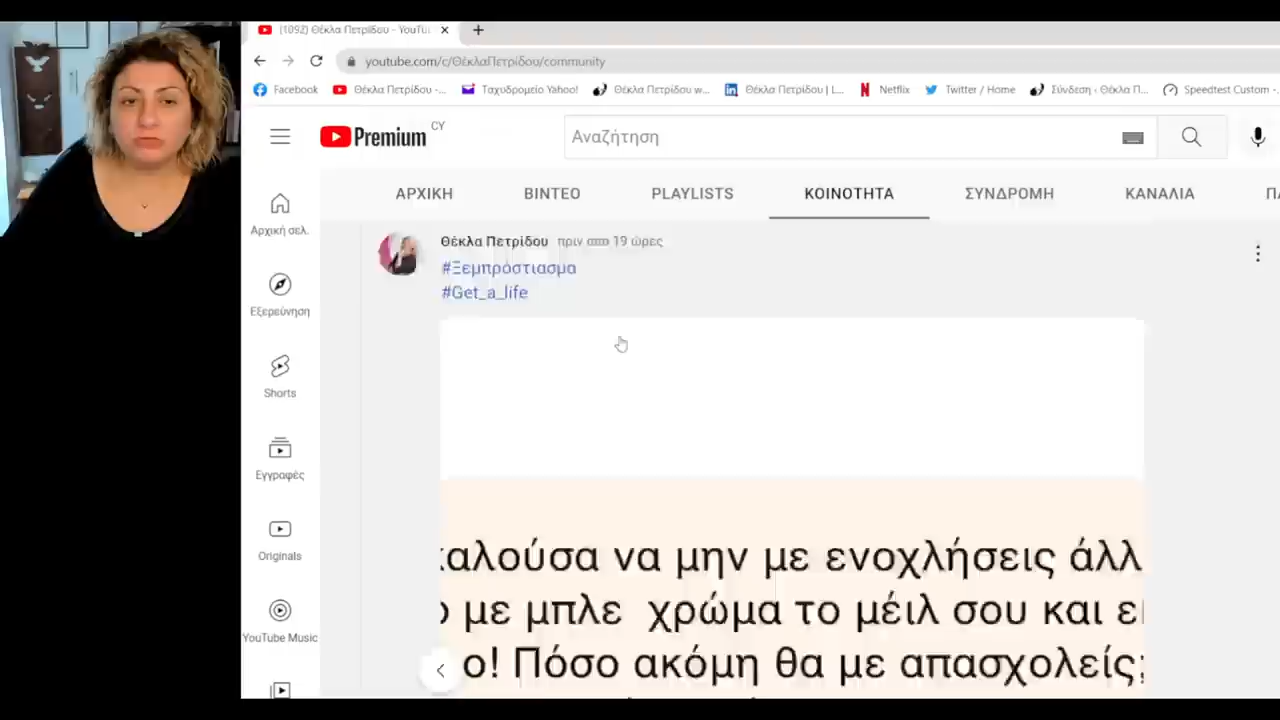 (1092) Θέκλα Πετρίδου - YouTu
youtube.com/c/ΘέκλαΠετρίδου/community
Facebook Θέκλα Πετρίδου -... Ταχυδρομείο Yahoo! Θέκλα Πετρίδου w... Θέκλα Πετρίδου | L... Netflix Twitter / Home Σύνδεση ‹ Θέκλα Π... Speedtest Custom -
Premium CY
Αναζήτηση
ΑΡΧΙΚΗ ΒΙΝΤΕΟ PLAYLISTS ΚΟΙΝΟΤΗΤΑ ΣΥΝΔΡΟΜΗ ΚΑΝΑΛΙΑ
Αρχική σελ.
Εξερεύνηση
Shorts
Εγγραφές
Originals
YouTube Music
Θέκλα Πετρίδου πριν από 19 ώρες
#Ξεμπρόστιασμα
#Get_a_life
καλούσα να μην με ενοχλήσεις άλλ
με μπλε χρώμα το μέιλ σου και
ο! Πόσο ακόμη θα με απασχολείς;